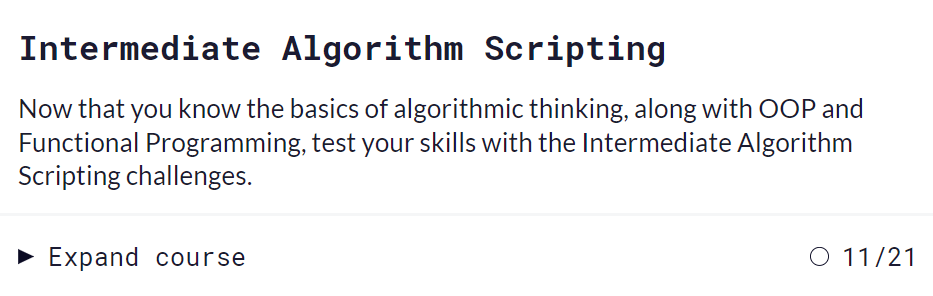 Intermediate Algorithm Scripting
Now that you know the basics of algorithmic thinking, along with OOP and
Functional Programming, test your skills with the Intermediate Algorithm
Scripting challenges.
Expand course 11/21